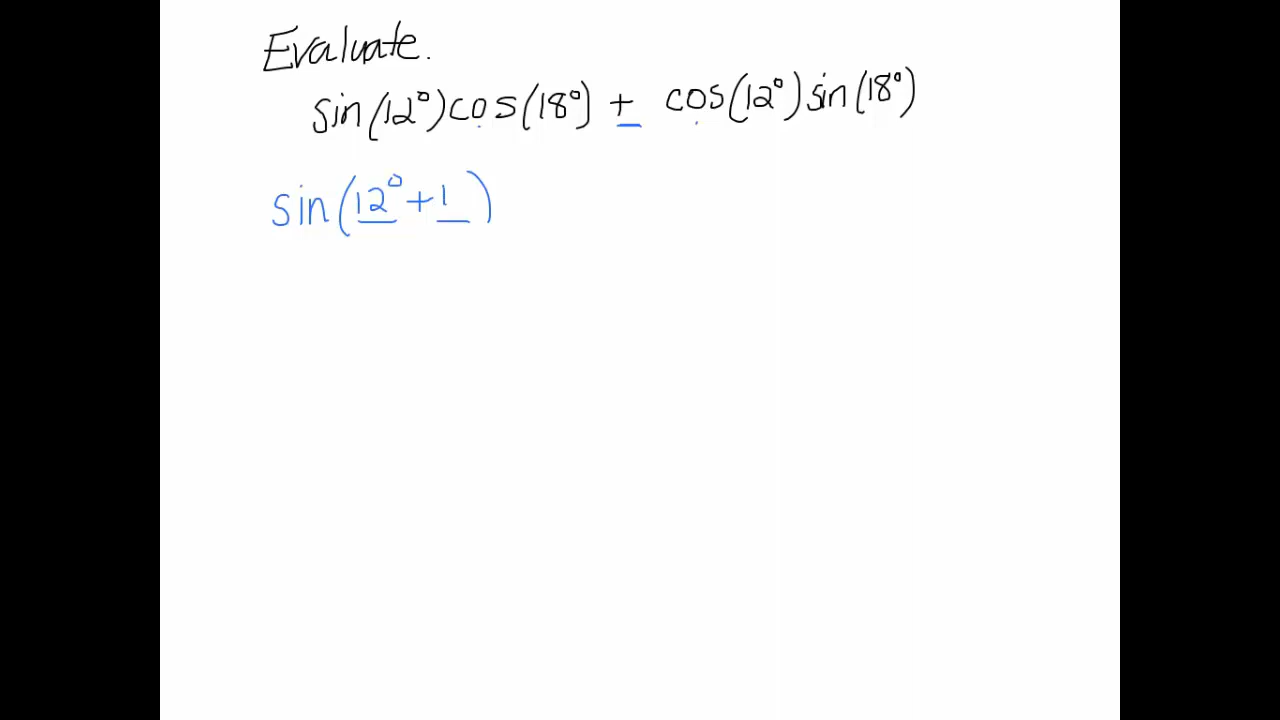 Evaluate.
sin(12°)cos(18°) + cos(12°)sin(18°)
sin(12° + 1 )